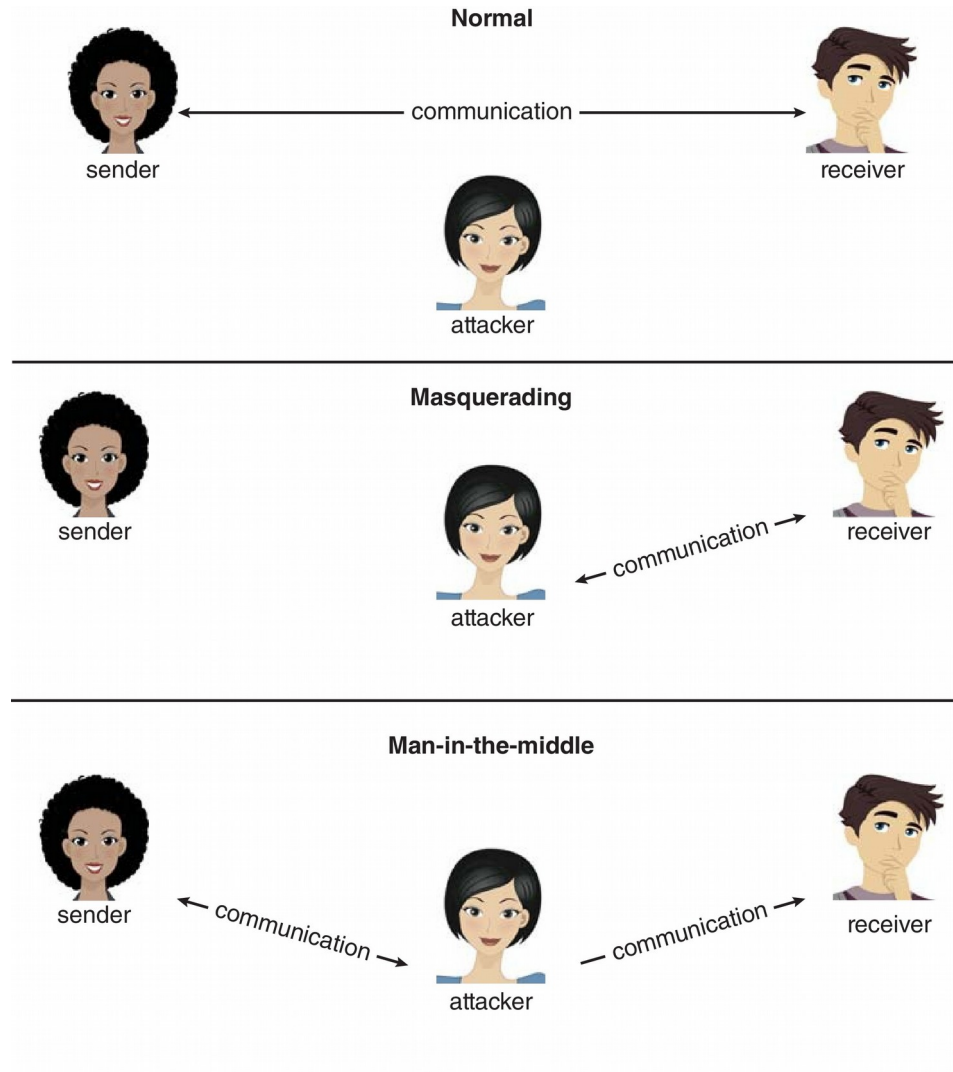 Normal
communication
sender
receiver
attacker
Masquerading
sender
communication
receiver
attacker
Man-in-the-middle
sender
communication
communication
receiver
attacker